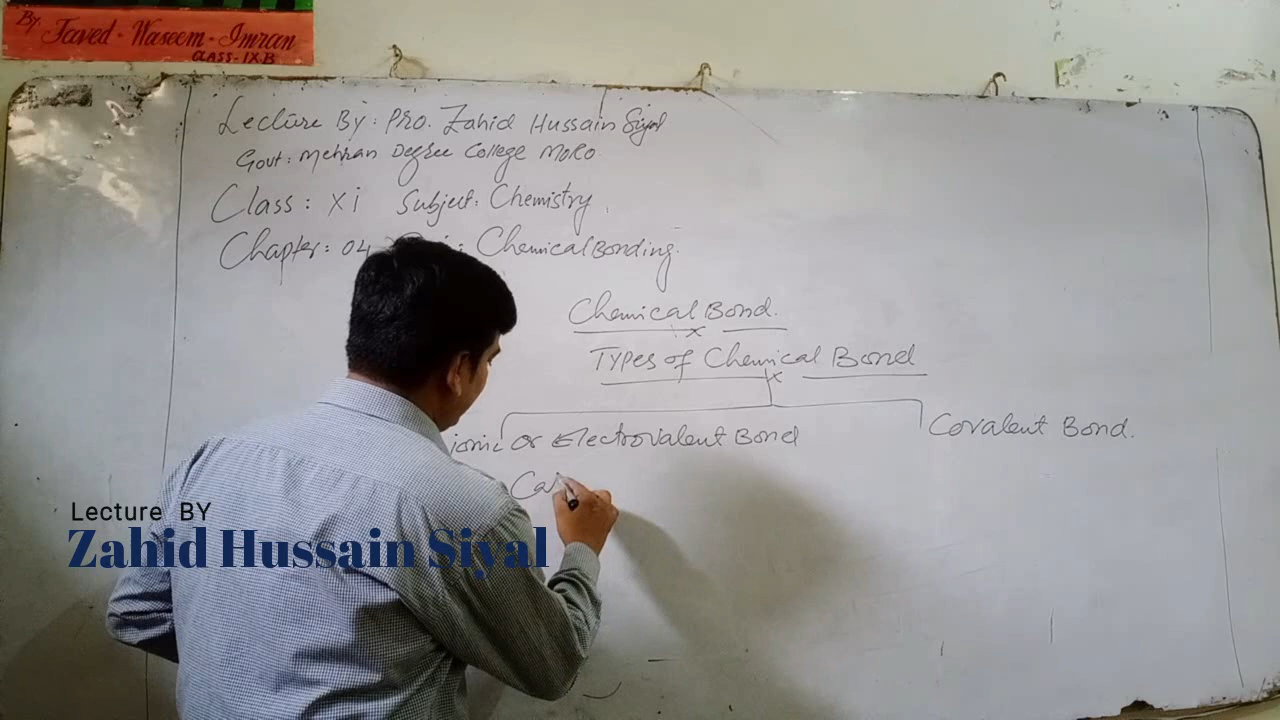 By.
Javed - Waseem - Imran
CLASS - IX.B
Lecture By: Pro. Zahid Hussain Siyal
Govt: Mehran Degree College MORO
Class: XI Subject: Chemistry
Chapter: 04 Chemical Bonding.
Chemical Bond.
Types of Chemical Bond
ionic or Electrovalent Bond
Covalent Bond.
Ca
Lecture BY
Zahid Hussain Siyal